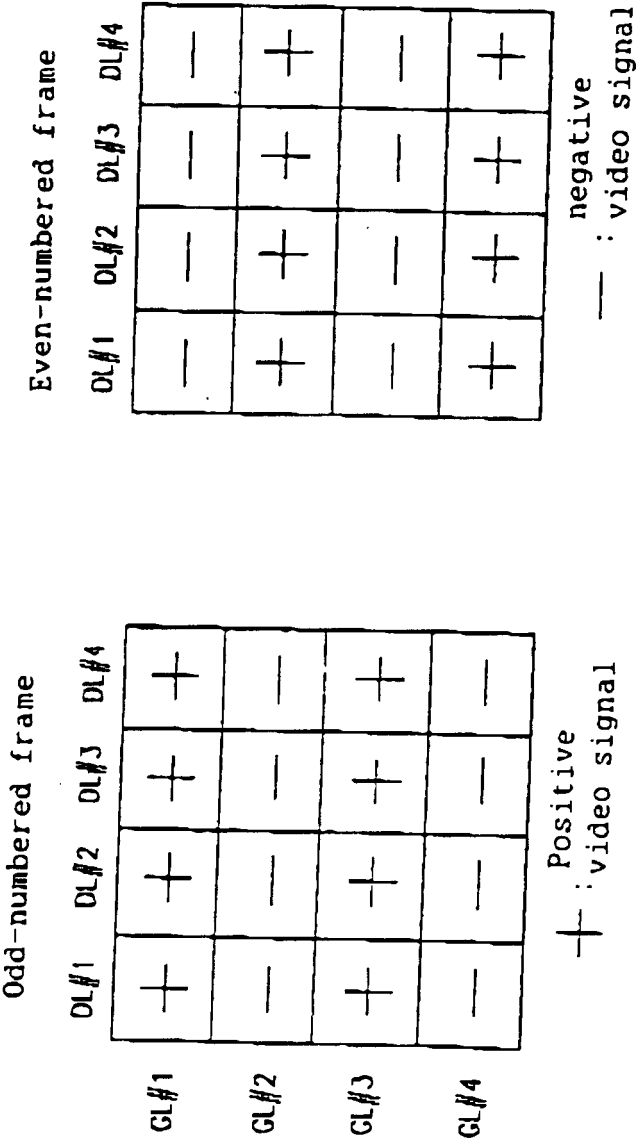 Odd-numbered frame
DL#1 DL#2 DL#3 DL#4
GL#1 + + + +
GL#2 — — — —
GL#3 + + + +
GL#4 — — — —
+ : Positive
video signal
Even-numbered frame
DL#1 DL#2 DL#3 DL#4
— — — —
+ + + +
— — — —
+ + + +
— : negative
video signal